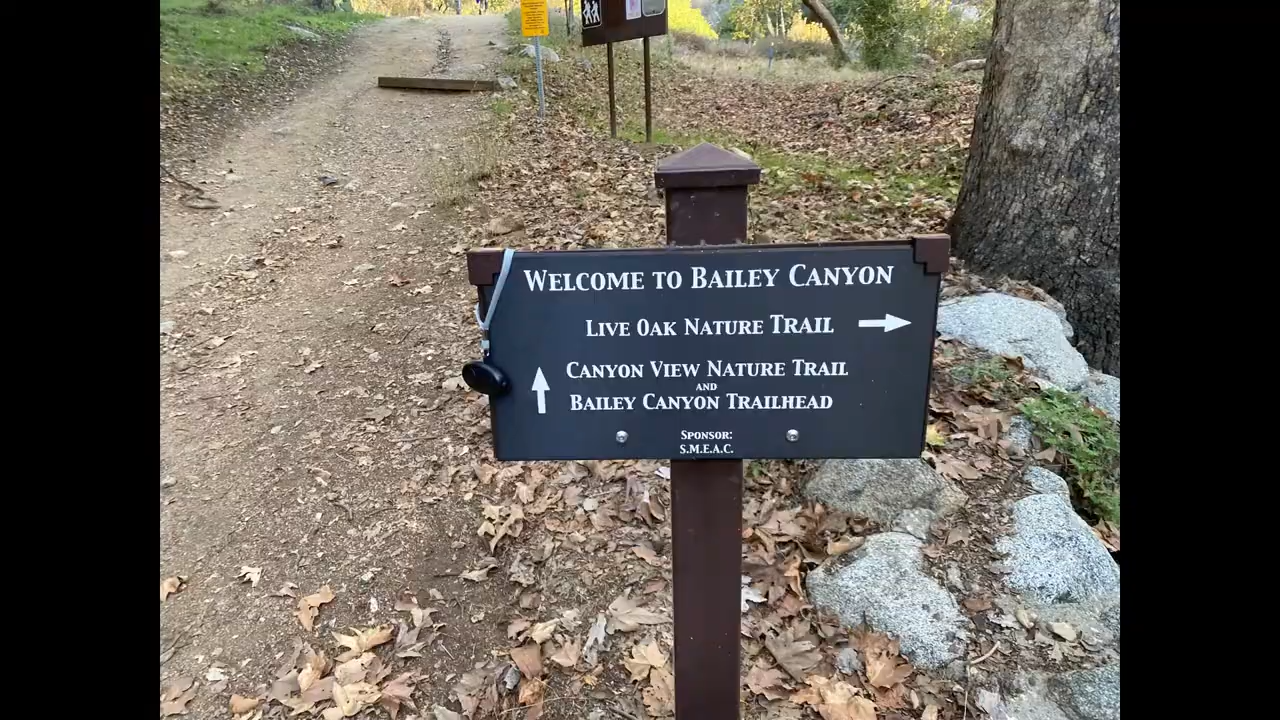 Welcome to Bailey Canyon
Live Oak Nature Trail →
Canyon View Nature Trail
↑ and
Bailey Canyon Trailhead
Sponsor:
S.M.E.A.C.